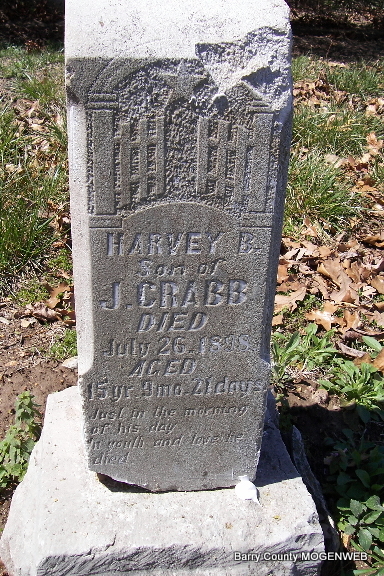 HARVEY B.
Son of
J. CRABB
DIED
July 26, 1898
AGED
15 yr. 9 mo. 21 days
Just in the morning
of his day
In youth and love he
died.
Barry County MOGENWEB